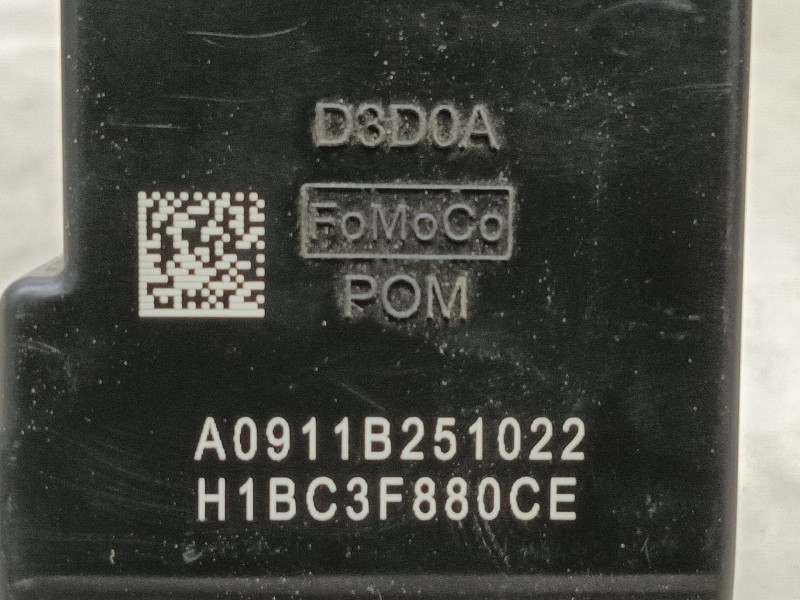 D3D0A
FoMoCo
POM
A0911B251022
H1BC3F880CE